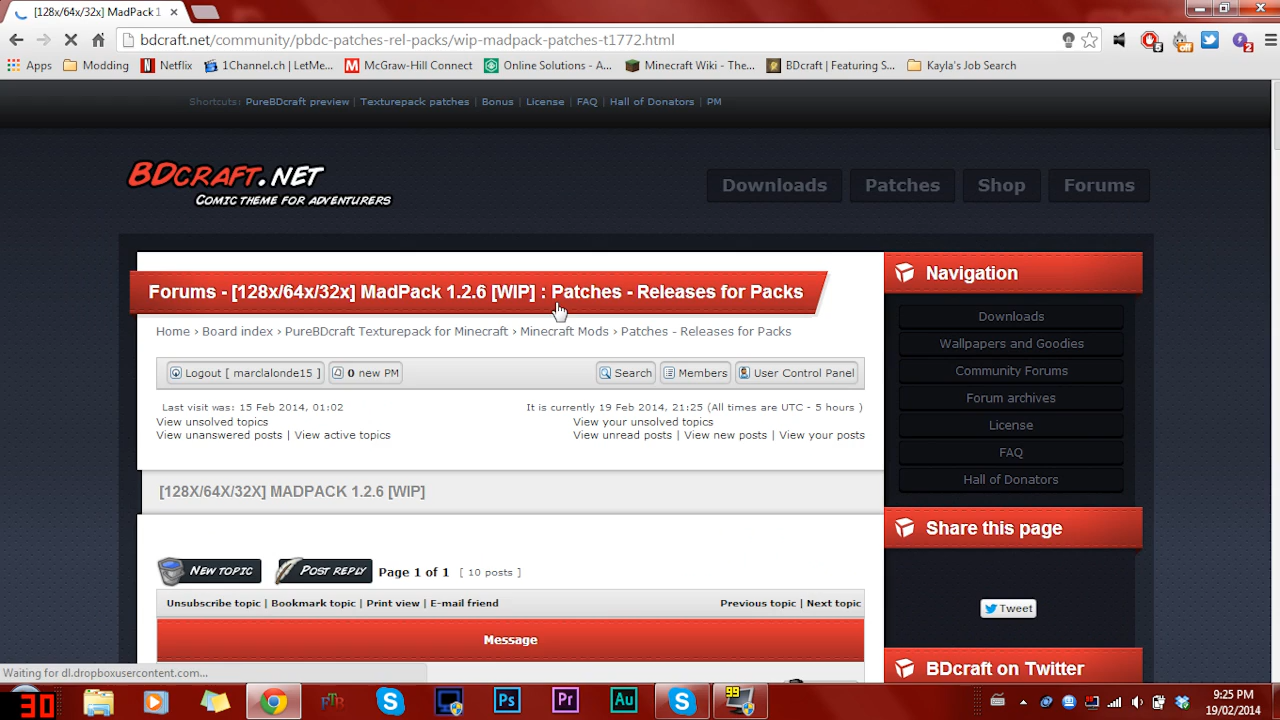 [128x/64x/32x] MadPack 1
bdcraft.net/community/pbdc-patches-rel-packs/wip-madpack-patches-t1772.html
5
off
2
Apps Modding Netflix 1Channel.ch | LetMe... McGraw-Hill Connect Online Solutions - A... Minecraft Wiki - The... BDcraft | Featuring S... Kayla's Job Search
Shortcuts: PureBDcraft preview | Texturepack patches | Bonus | License | FAQ | Hall of Donators | PM
BDcraft.net
Comic theme for adventurers
Downloads Patches Shop Forums
Forums - [128x/64x/32x] MadPack 1.2.6 [WIP] : Patches - Releases for Packs
Home › Board index › PureBDcraft Texturepack for Minecraft › Minecraft Mods › Patches - Releases for Packs
Logout [ marclalonde15 ] 0 new PM Search Members User Control Panel
Last visit was: 15 Feb 2014, 01:02 It is currently 19 Feb 2014, 21:25 (All times are UTC - 5 hours )
View unsolved topics View your unsolved topics
View unanswered posts | View active topics View unread posts | View new posts | View your posts
[128X/64X/32X] MADPACK 1.2.6 [WIP]
New topic Post reply Page 1 of 1 [ 10 posts ]
Unsubscribe topic | Bookmark topic | Print view | E-mail friend Previous topic | Next topic
Message
Navigation
Downloads
Wallpapers and Goodies
Community Forums
Forum archives
License
FAQ
Hall of Donators
Share this page
Tweet
BDcraft on Twitter
Waiting for dl.dropboxusercontent.com...
30
FTB
Ps
Pr
Au
99
9:25 PM
19/02/2014